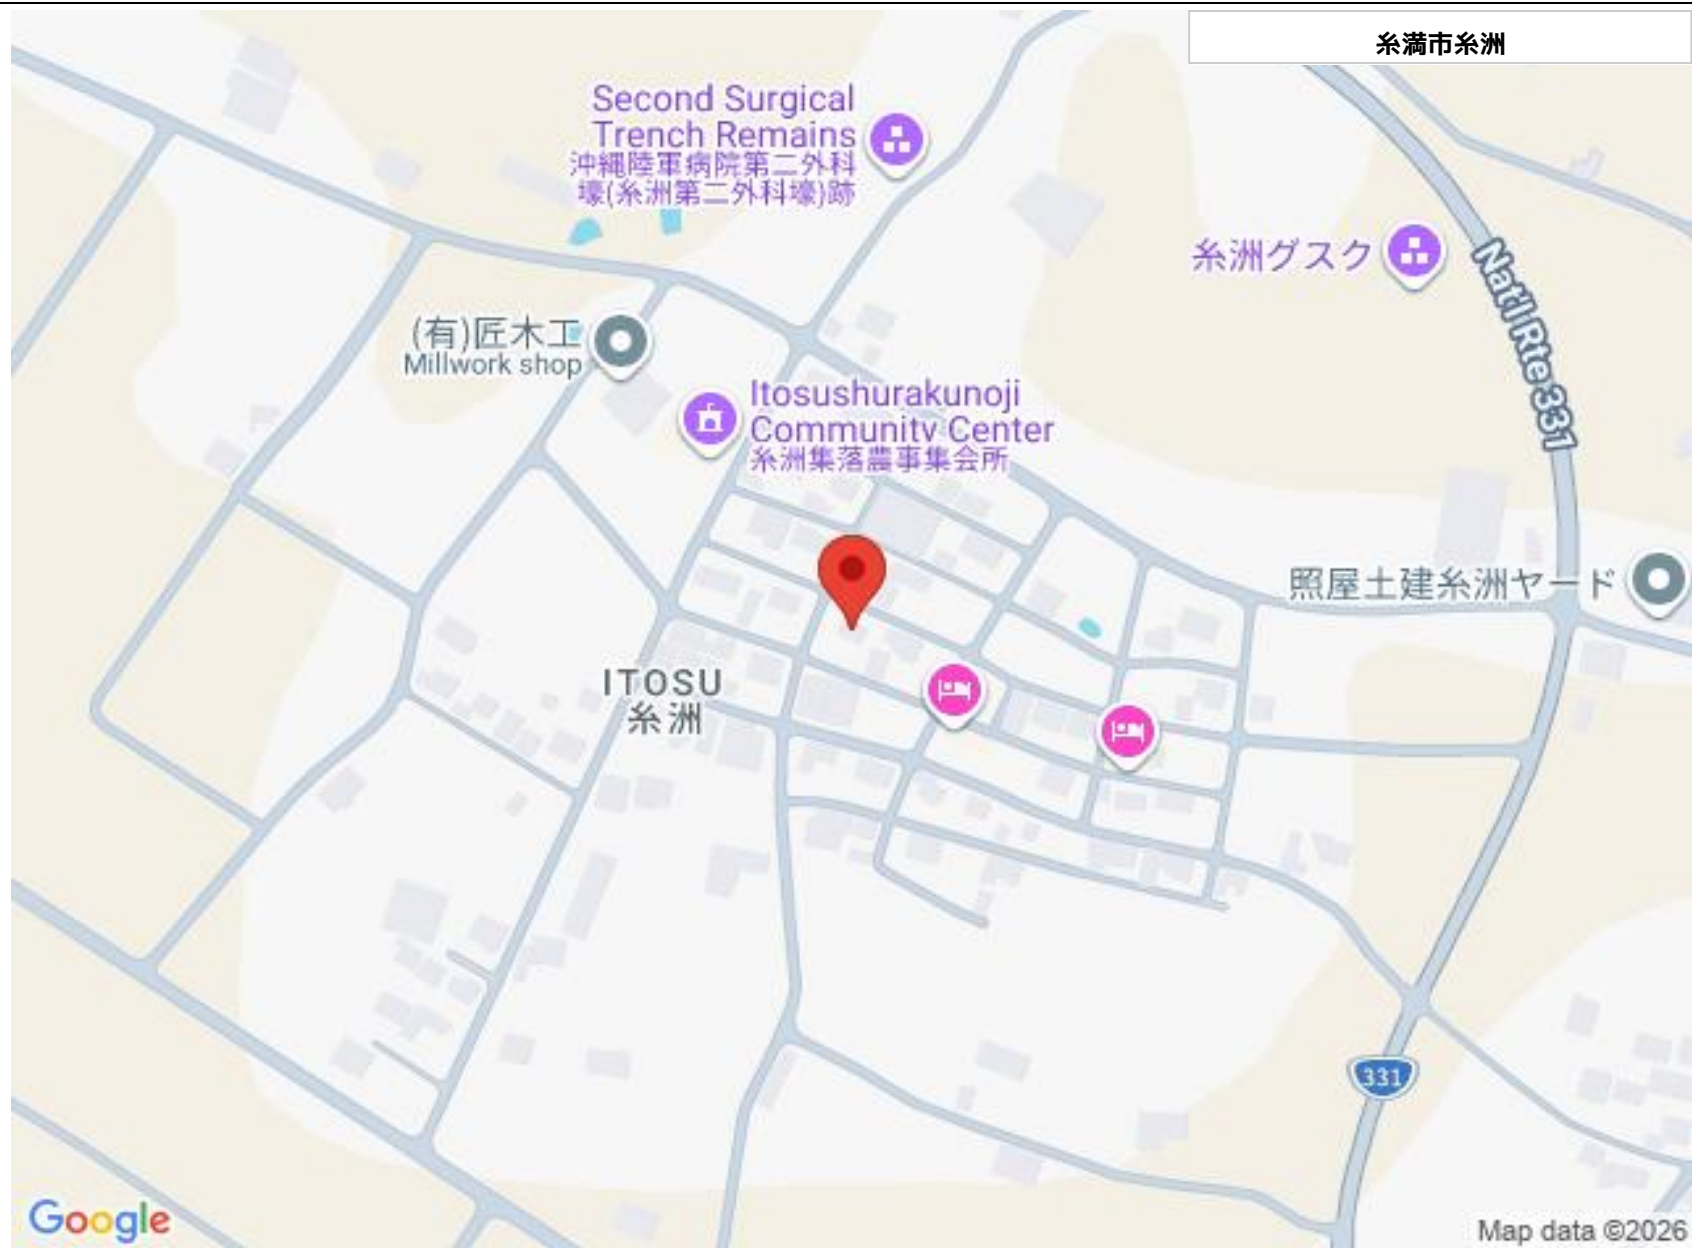 糸満市糸洲
Second Surgical
Trench Remains
沖縄陸軍病院第二外科
壕(糸洲第二外科壕)跡
糸洲グスク
Nat'l Rte 331
(有)匠木工
Millwork shop
Itosushurakunoji
Community Center
糸洲集落農事集会所
照屋土建糸洲ヤード
ITOSU
糸洲
331
Google
Map data ©2026